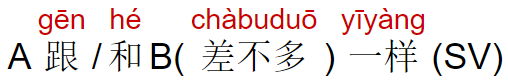 gēn hé chàbuduō yīyàng
A 跟 / 和 B( 差不多 ) 一样 (SV)